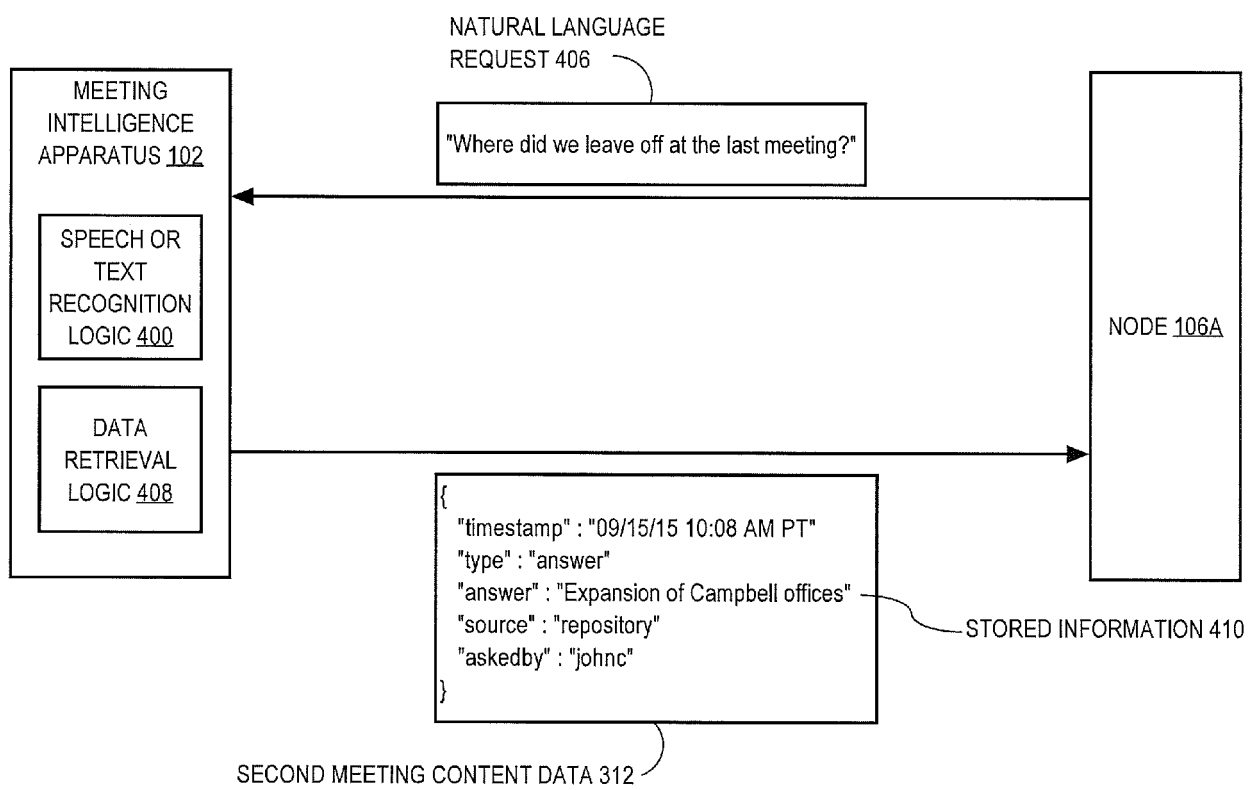 NATURAL LANGUAGE
REQUEST 406
MEETING
INTELLIGENCE
APPARATUS 102
"Where did we leave off at the last meeting?"
SPEECH OR
TEXT
RECOGNITION
LOGIC 400
NODE 106A
DATA
RETRIEVAL
LOGIC 408
{
"timestamp" : "09/15/15 10:08 AM PT"
"type" : "answer"
"answer" : "Expansion of Campbell offices"
"source" : "repository"
"askedby" : "johnc"
}
STORED INFORMATION 410
SECOND MEETING CONTENT DATA 312